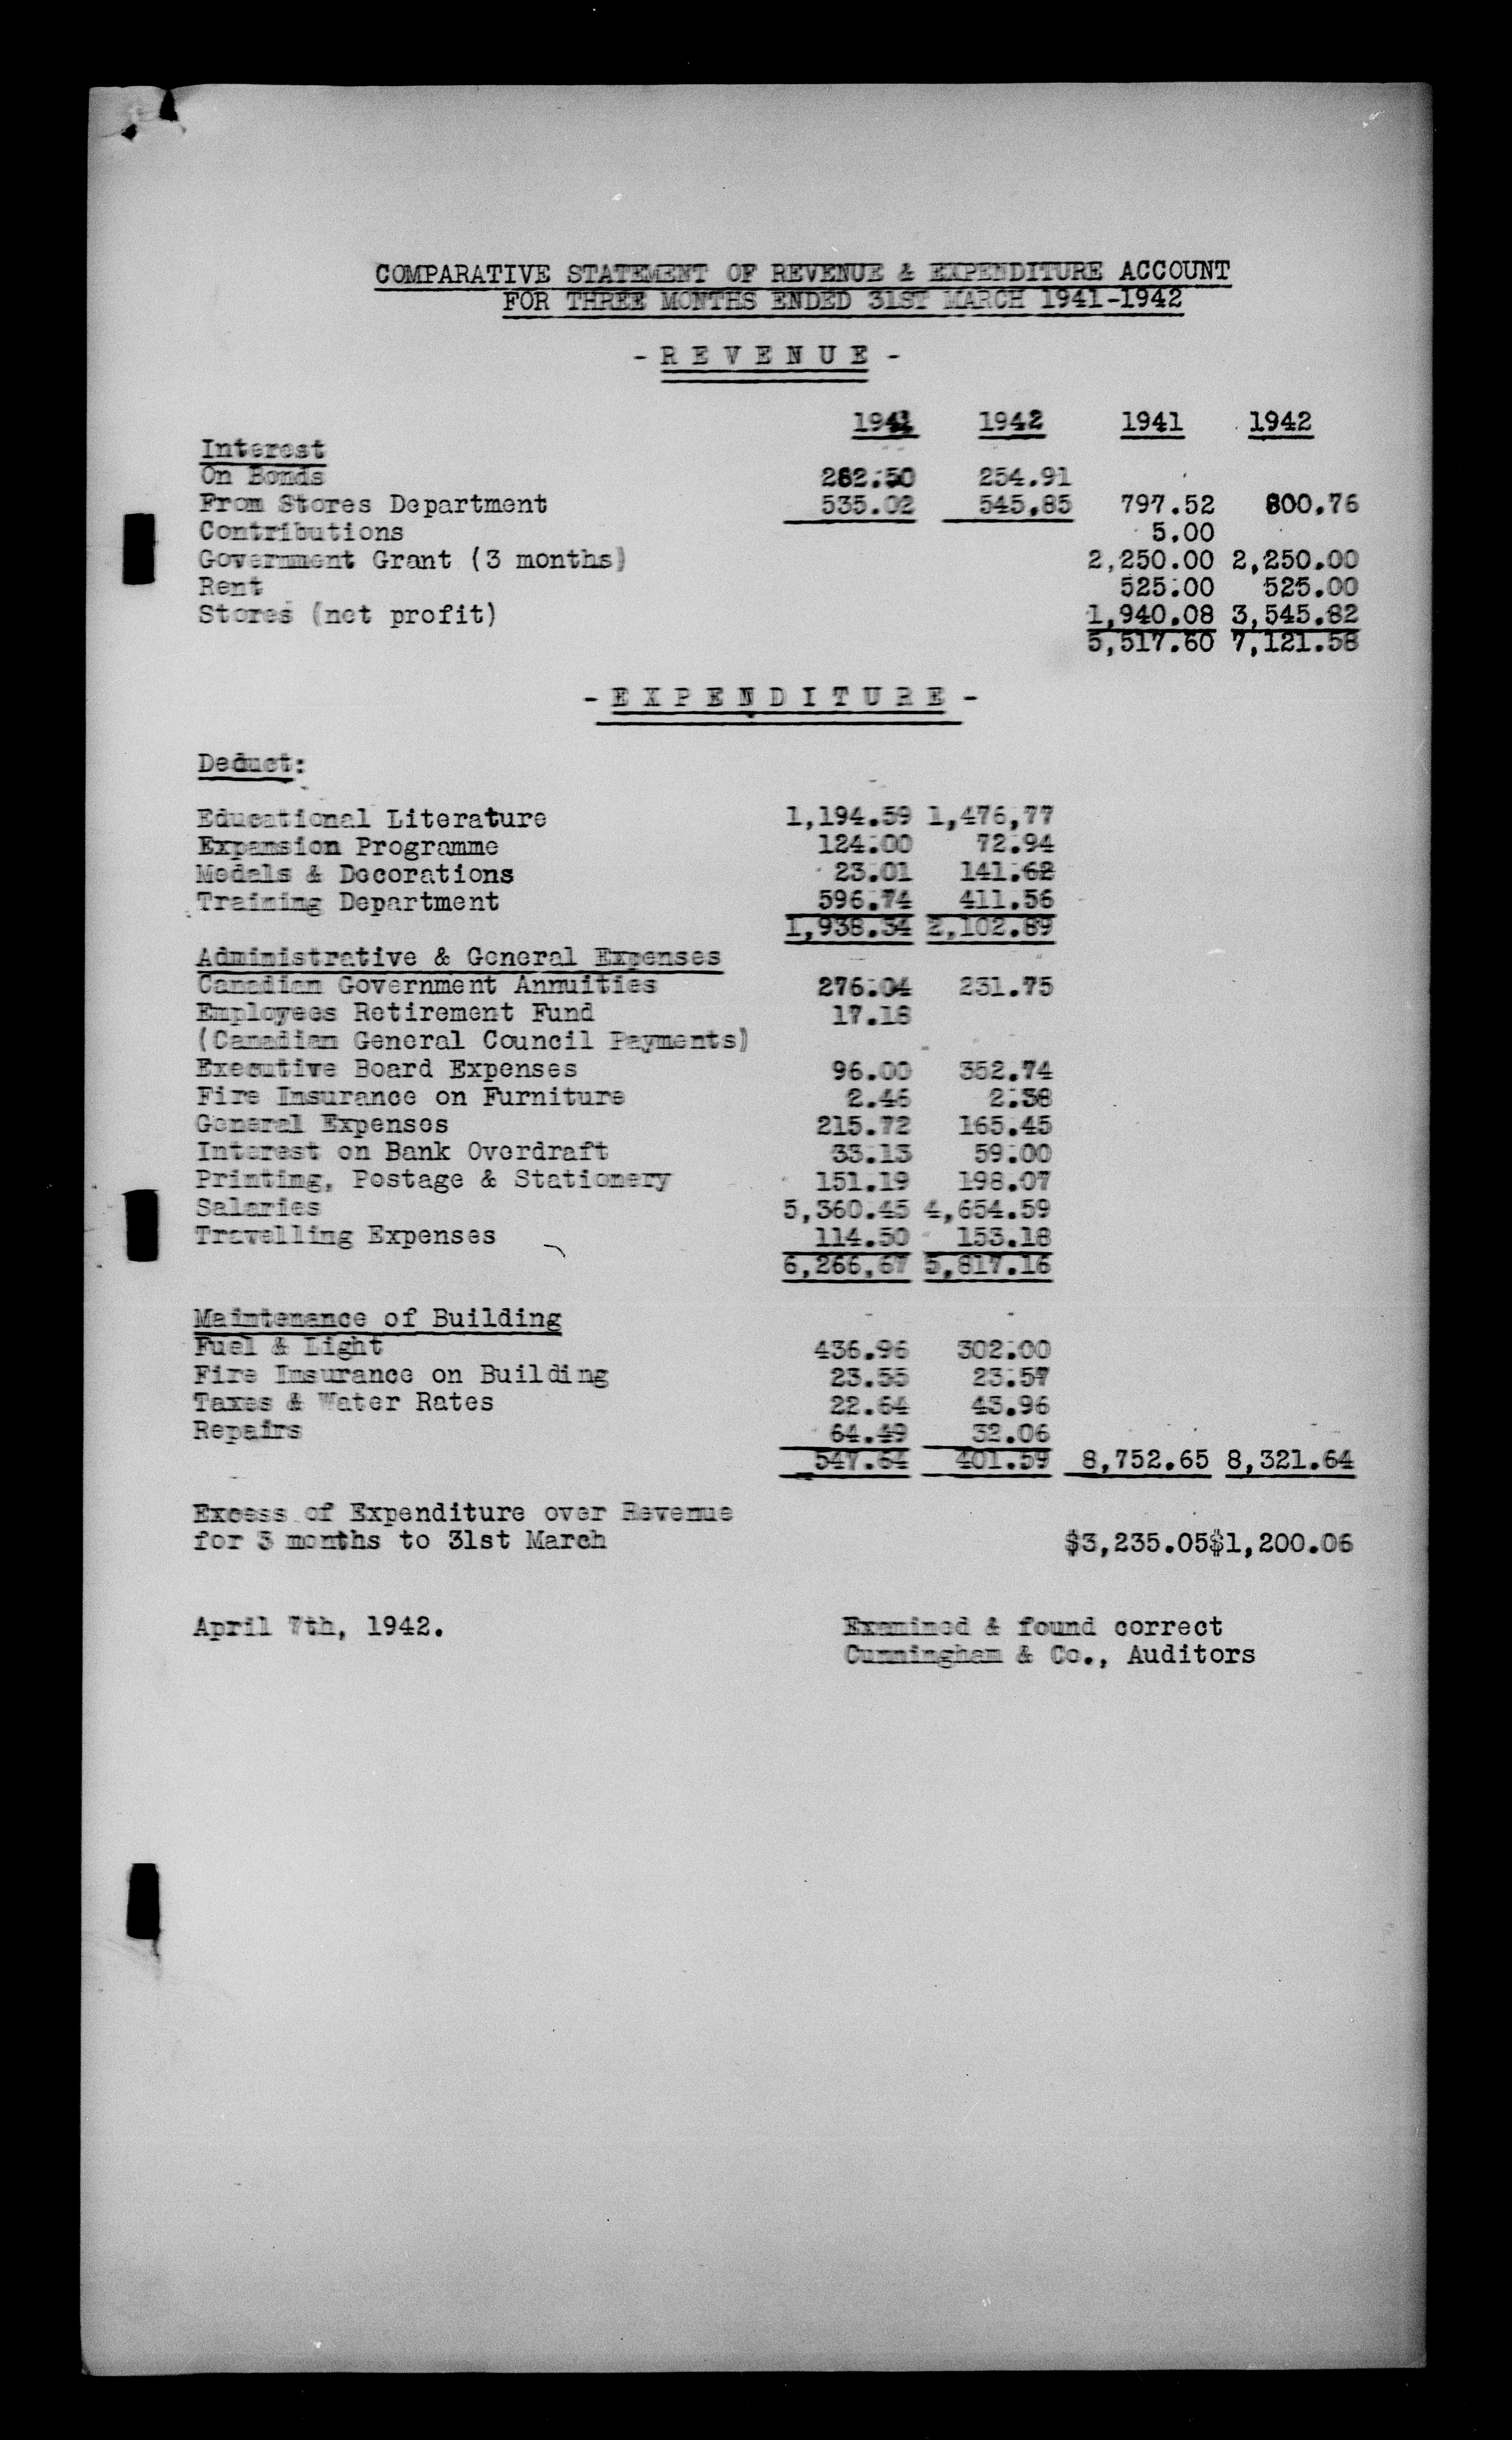 COMPARATIVE STATEMENT OF REVENUE & EXPENDITURE ACCOUNT
FOR THREE MONTHS ENDED 31ST MARCH 1941-1942
- R E V E N U E -
1941 1942 1941 1942
Interest
On Bonds 262.50 254.91
From Stores Department 535.02 545.85 797.52 800.76
Contributions 5.00
Government Grant (3 months) 2,250.00 2,250.00
Rent 525.00 525.00
Stores (net profit) 1,940.08 3,545.82
5,517.60 7,121.58
- E X P E N D I T U R E -
Deduct:
Educational Literature 1,194.59 1,476,77
Expansion Programme 124.00 72.94
Medals & Decorations 23.01 141.62
Training Department 596.74 411.56
1,938.34 2,102.89
Administrative & General Expenses
Canadian Government Annuities 276.04 231.75
Employees Retirement Fund 17.18
(Canadian General Council Payments)
Executive Board Expenses 96.00 352.74
Fire Insurance on Furniture 2.46 2.38
General Expenses 215.72 165.45
Interest on Bank Overdraft 33.13 59.00
Printing, Postage & Stationery 151.19 198.07
Salaries 5,360.45 4,654.59
Travelling Expenses 114.50 153.18
6,266,67 5,817.16
Maintenance of Building
Fuel & Light 436.96 302.00
Fire Insurance on Building 23.55 23.57
Taxes & Water Rates 22.64 43.96
Repairs 64.49 32.06
547.64 401.59 8,752.65 8,321.64
Excess of Expenditure over Revenue
for 3 months to 31st March $3,235.05 $1,200.06
April 7th, 1942. Examined & found correct
Cunningham & Co., Auditors